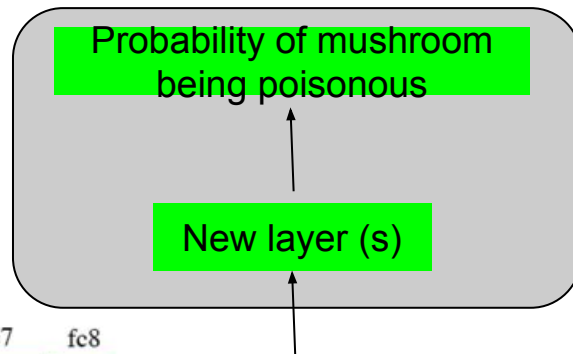 Probability of mushroom
being poisonous
New layer (s)
7 fc8